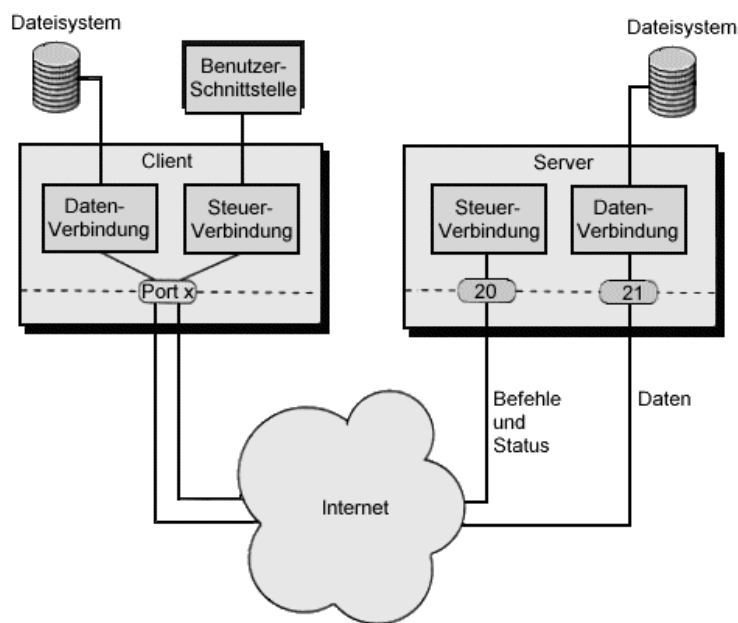 Dateisystem
Dateisystem
Benutzer-
Schnittstelle
Client
Server
Daten-
Verbindung
Steuer-
Verbindung
Steuer-
Verbindung
Daten-
Verbindung
Port x
20
21
Befehle
und
Status
Daten
Internet